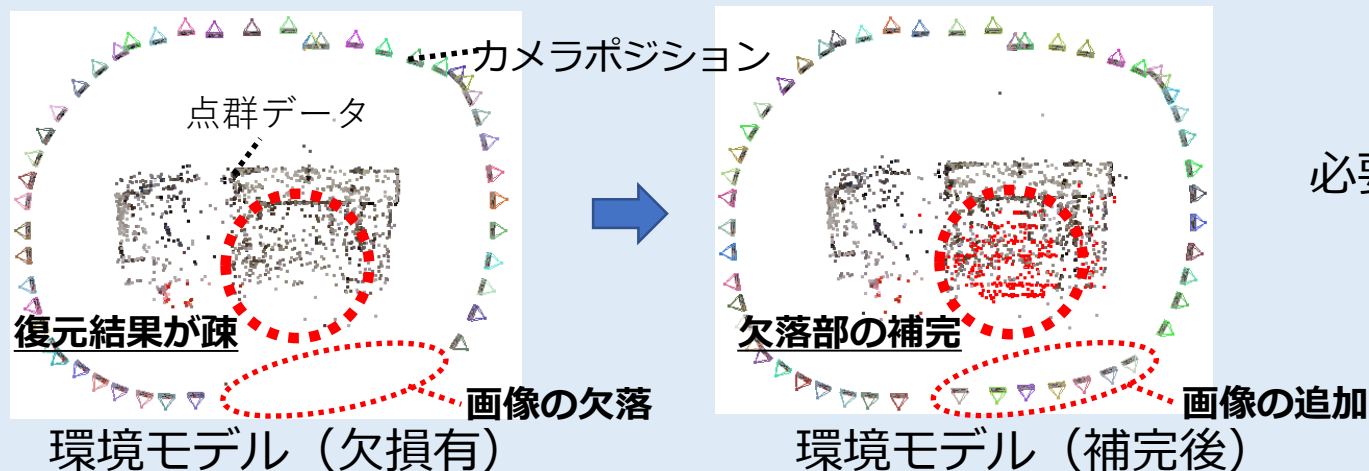 カメラポジション
点群データ
必要
復元結果が疎
画像の欠落
環境モデル（欠損有）
欠落部の補完
画像の追加
環境モデル（補完後）